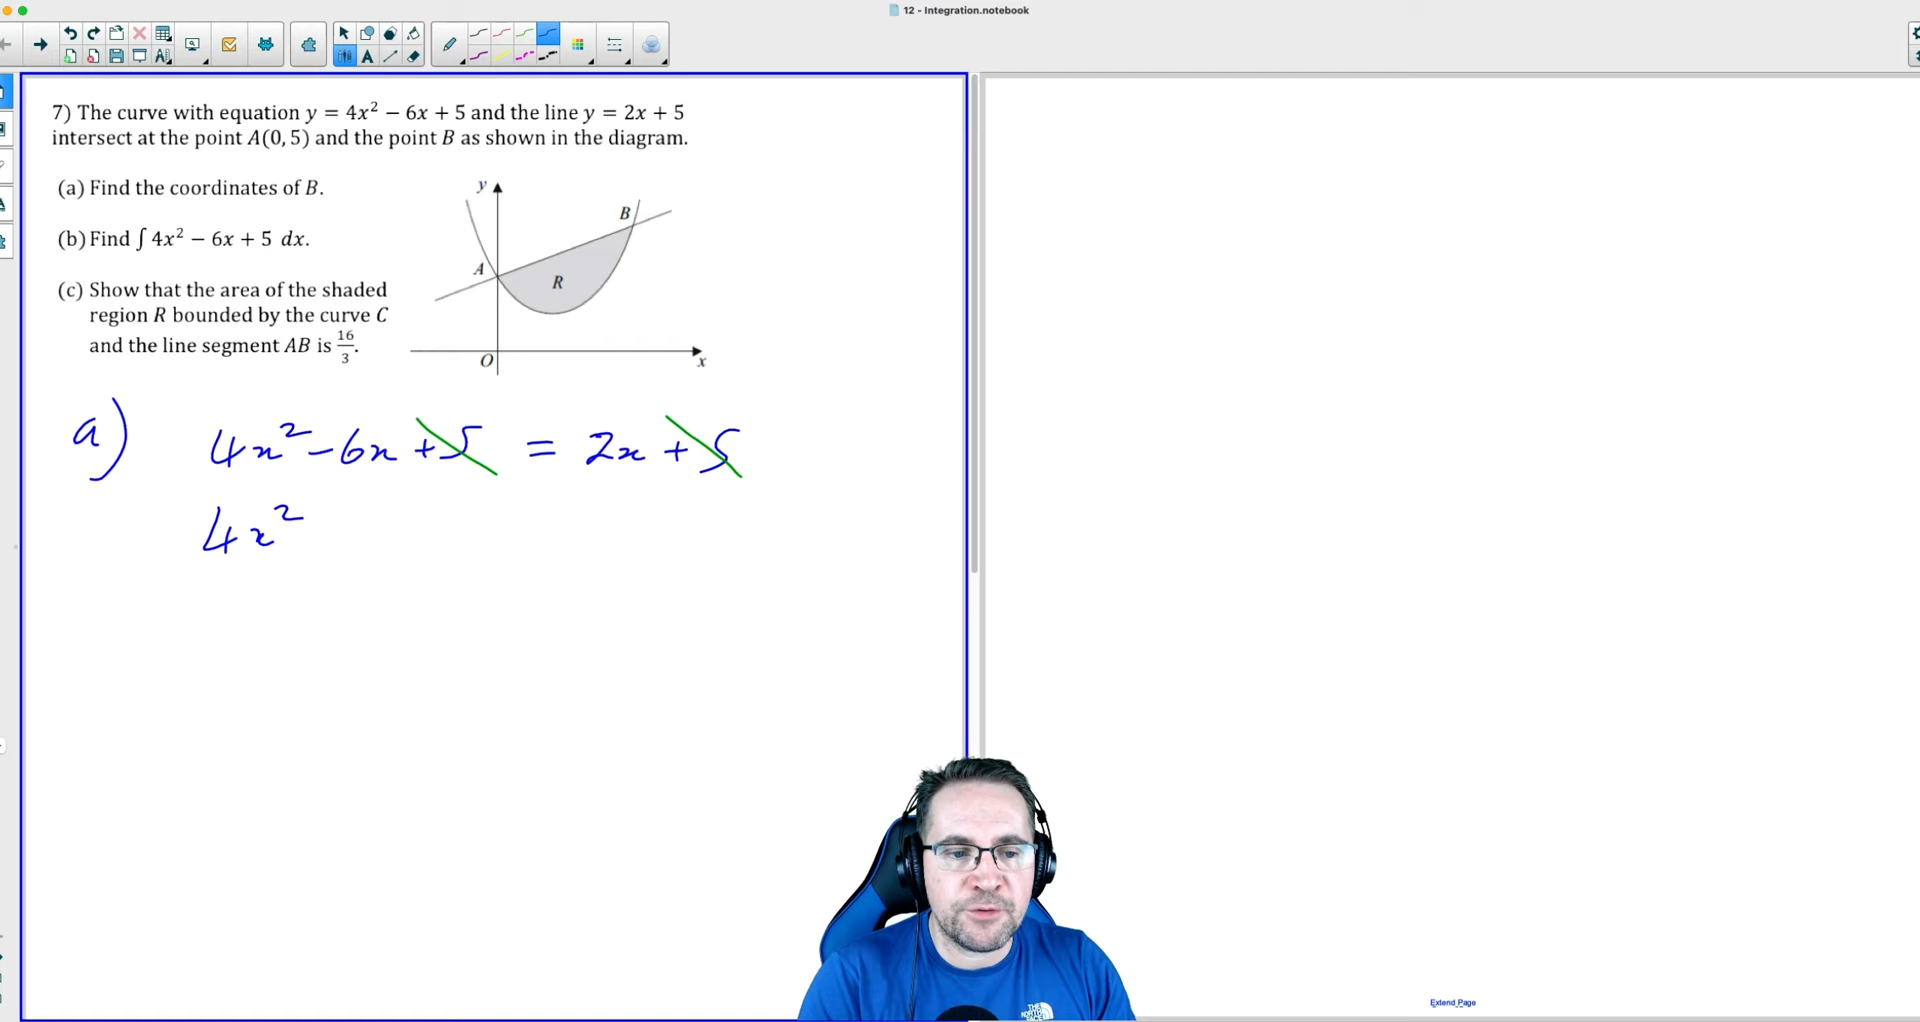 12 - Integration.notebook
7) The curve with equation y = 4x² − 6x + 5 and the line y = 2x + 5
intersect at the point A(0, 5) and the point B as shown in the diagram.
(a) Find the coordinates of B.
(b) Find ∫ 4x² − 6x + 5 dx.
(c) Show that the area of the shaded
region R bounded by the curve C
and the line segment AB is 16/3.
y
B
A
R
O
x
a) 4x² − 6x + 5 = 2x + 5
4x²
THE
NORTH
FACE
Extend Page